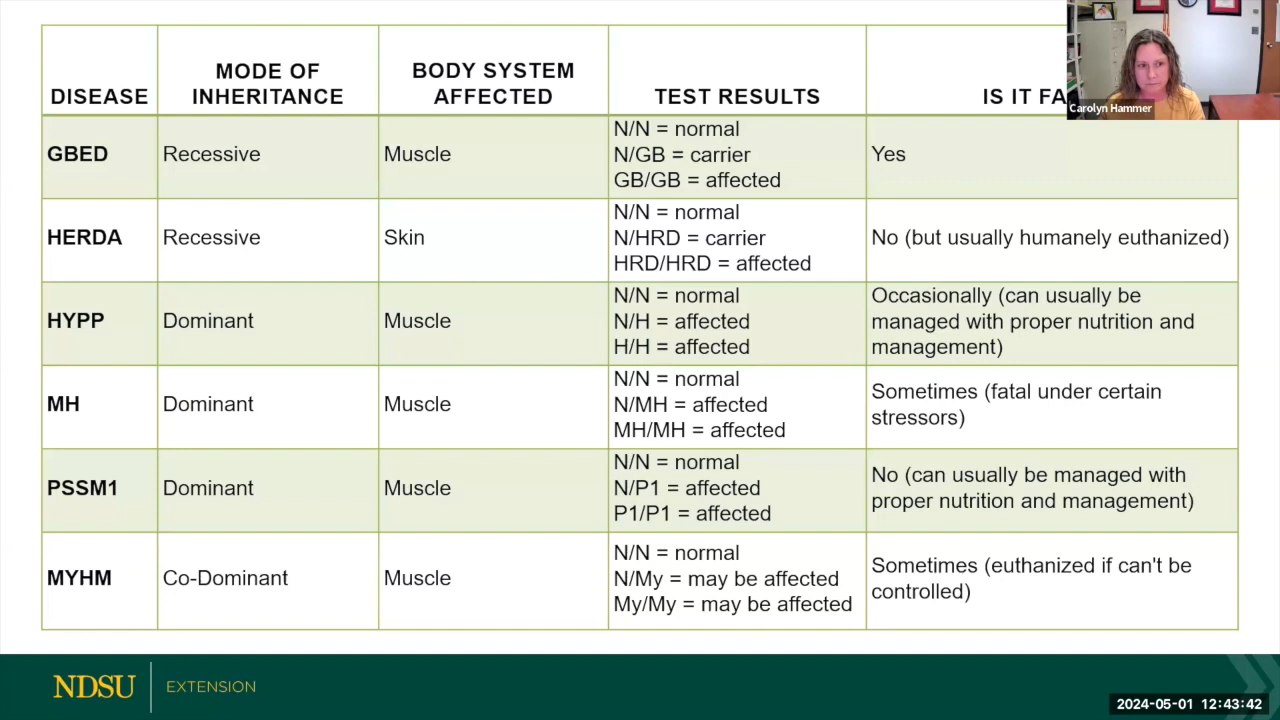 DISEASE
MODE OF
INHERITANCE
BODY SYSTEM
AFFECTED
TEST RESULTS
IS IT
Carolyn Hammer
GBED
Recessive
Muscle
N/N = normal
N/GB = carrier
GB/GB = affected
Yes
HERDA
Recessive
Skin
N/N = normal
N/HRD = carrier
HRD/HRD = affected
No (but usually humanely euthanized)
HYPP
Dominant
Muscle
N/N = normal
N/H = affected
H/H = affected
Occasionally (can usually be
managed with proper nutrition and
management)
MH
Dominant
Muscle
N/N = normal
N/MH = affected
MH/MH = affected
Sometimes (fatal under certain
stressors)
PSSM1
Dominant
Muscle
N/N = normal
N/P1 = affected
P1/P1 = affected
No (can usually be managed with
proper nutrition and management)
MYHM
Co-Dominant
Muscle
N/N = normal
N/My = may be affected
My/My = may be affected
Sometimes (euthanized if can't be
controlled)
NDSU
EXTENSION
2024-05-01 12:43:42